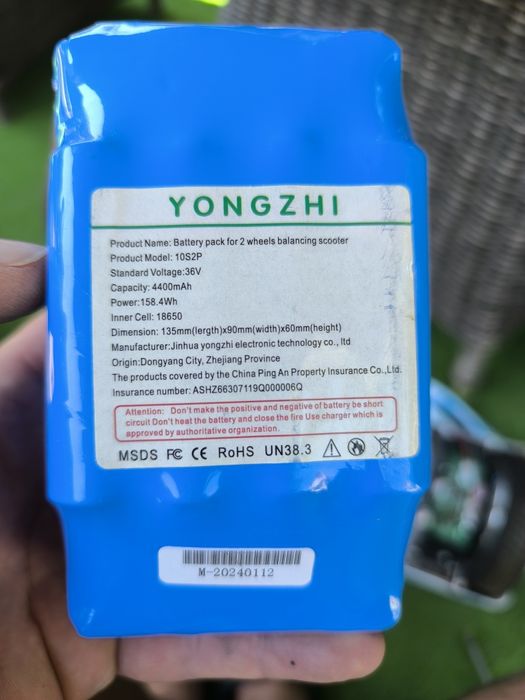 YONGZHI
Product Name: Battery pack for 2 wheels balancing scooter
Product Model: 10S2P
Standard Voltage:36V
Capacity: 4400mAh
Power:158.4Wh
Inner Cell: 18650
Dimension: 135mm(lergth)x90mm(width)x60mm(height)
Manufacturer:Jinhua yongzhi electronic technology co., ltd
Origin:Dongyang City, Zhejiang Province
The products covered by the China Ping An Property Insurance Co.,Ltd.
Insurance number: ASHZ66307119Q000006Q
Attention: Don't make the positive and negative of battery be short
circuit Don't heat the battery and close the fire Use charger which is
approved by authoritative organization.
MSDS FC CE RoHS UN38.3
M-20240112